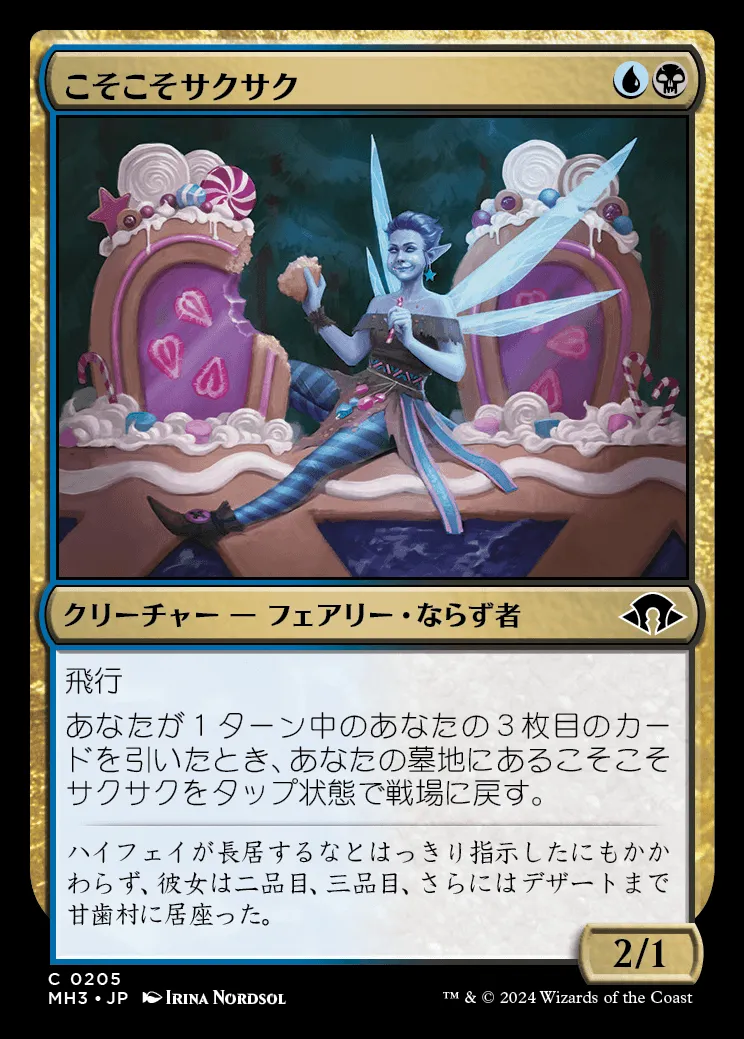 こそこそサクサク
クリーチャー — フェアリー・ならず者
飛行
あなたが１ターン中のあなたの３枚目のカー
ドを引いたとき、あなたの墓地にあるこそこそ
サクサクをタップ状態で戦場に戻す。
ハイフェイが長居するなとはっきり指示したにもかか
わらず、彼女は二品目、三品目、さらにはデザートまで
甘歯村に居座った。
2/1
C 0205
MH3 • JP Irina Nordsol
™ & © 2024 Wizards of the Coast